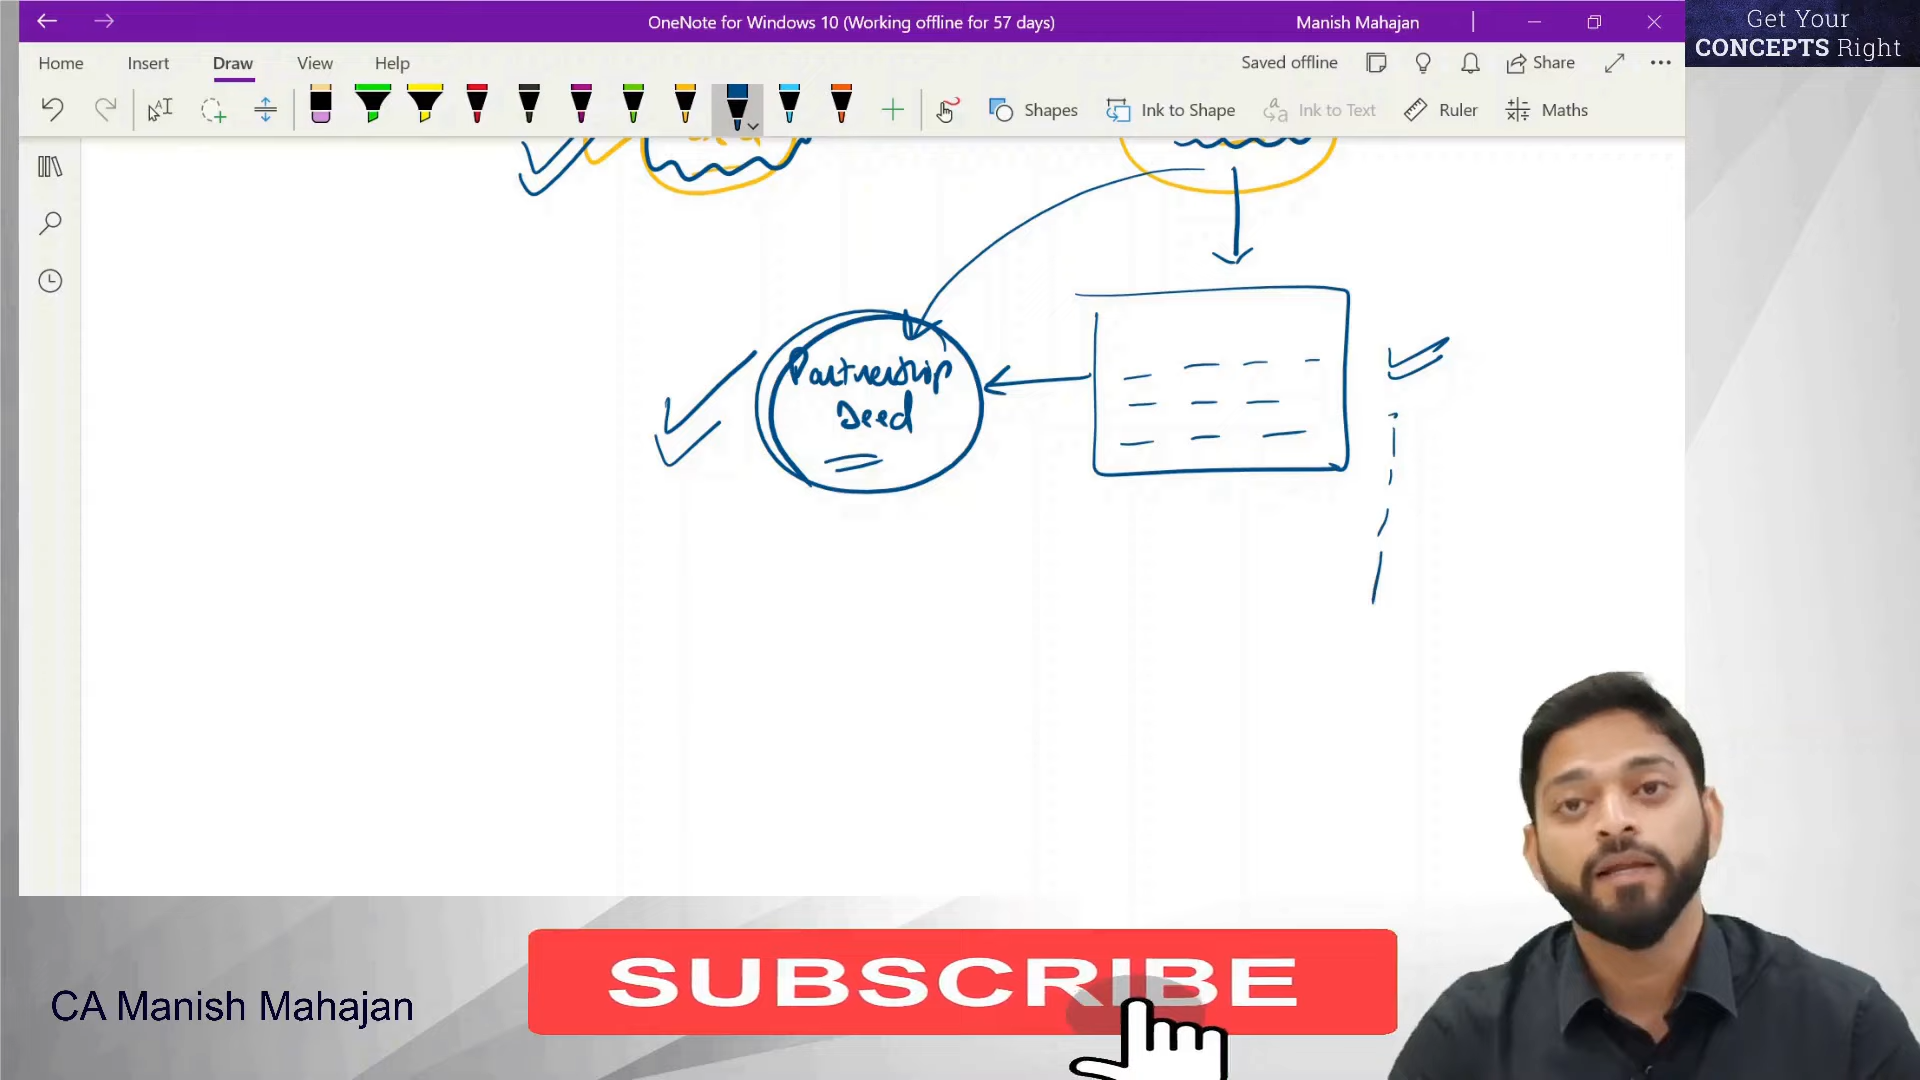 OneNote for Windows 10 (Working offline for 57 days)
Manish Mahajan
Get Your
CONCEPTS Right
Home
Insert
Draw
View
Help
Saved offline
Share
Shapes
Ink to Shape
Ink to Text
Ruler
Maths
Partnership
Deed
CA Manish Mahajan
SUBSCRIBE